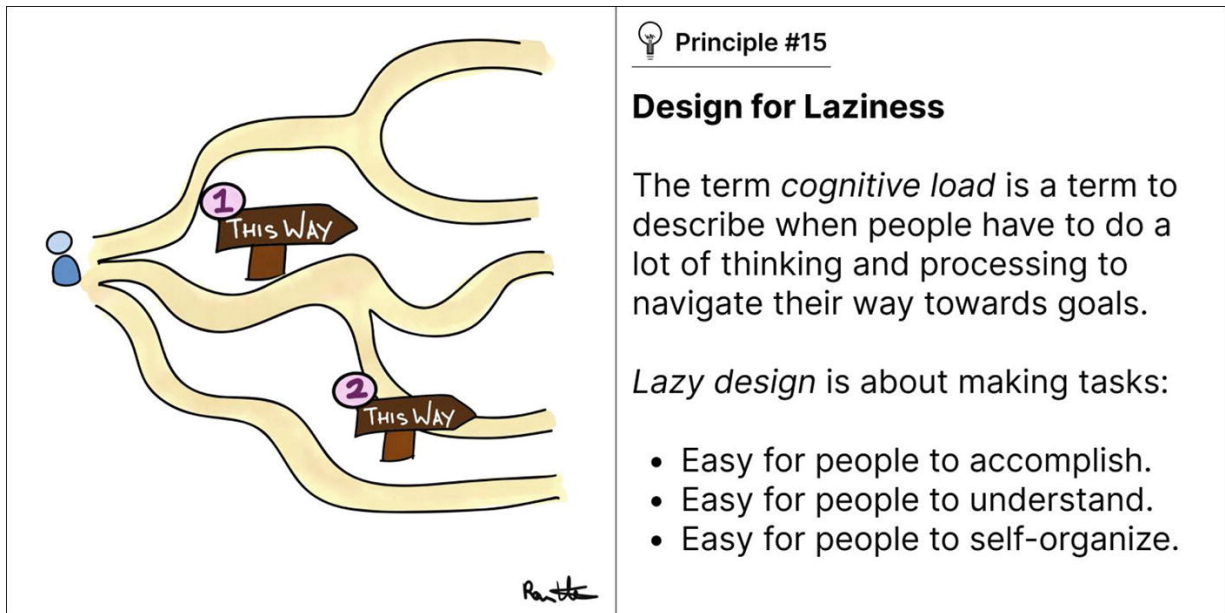 1
THIS WAY
2
THIS WAY
Principle #15
Design for Laziness
The term cognitive load is a term to
describe when people have to do a
lot of thinking and processing to
navigate their way towards goals.
Lazy design is about making tasks:
• Easy for people to accomplish.
• Easy for people to understand.
• Easy for people to self-organize.